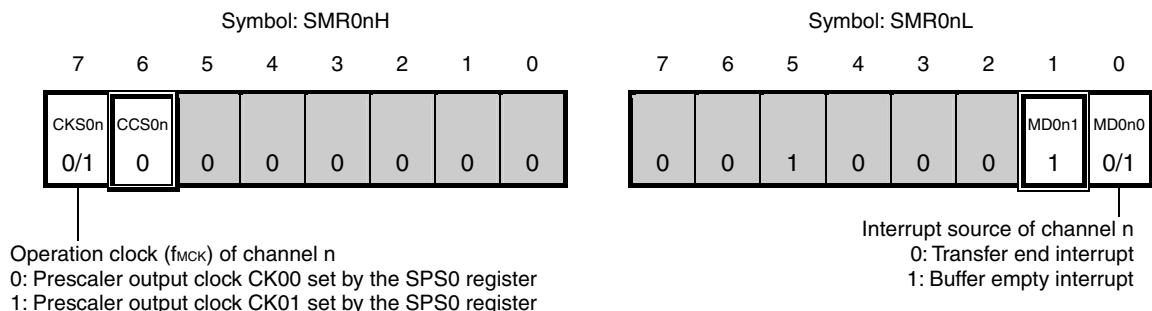 Symbol: SMR0nH
7 6 5 4 3 2 1 0
CKS0n CCS0n
0/1 0 0 0 0 0 0 0
Operation clock (fMCK) of channel n
0: Prescaler output clock CK00 set by the SPS0 register
1: Prescaler output clock CK01 set by the SPS0 register
Symbol: SMR0nL
7 6 5 4 3 2 1 0
MD0n1 MD0n0
0 0 1 0 0 0 1 0/1
Interrupt source of channel n
0: Transfer end interrupt
1: Buffer empty interrupt